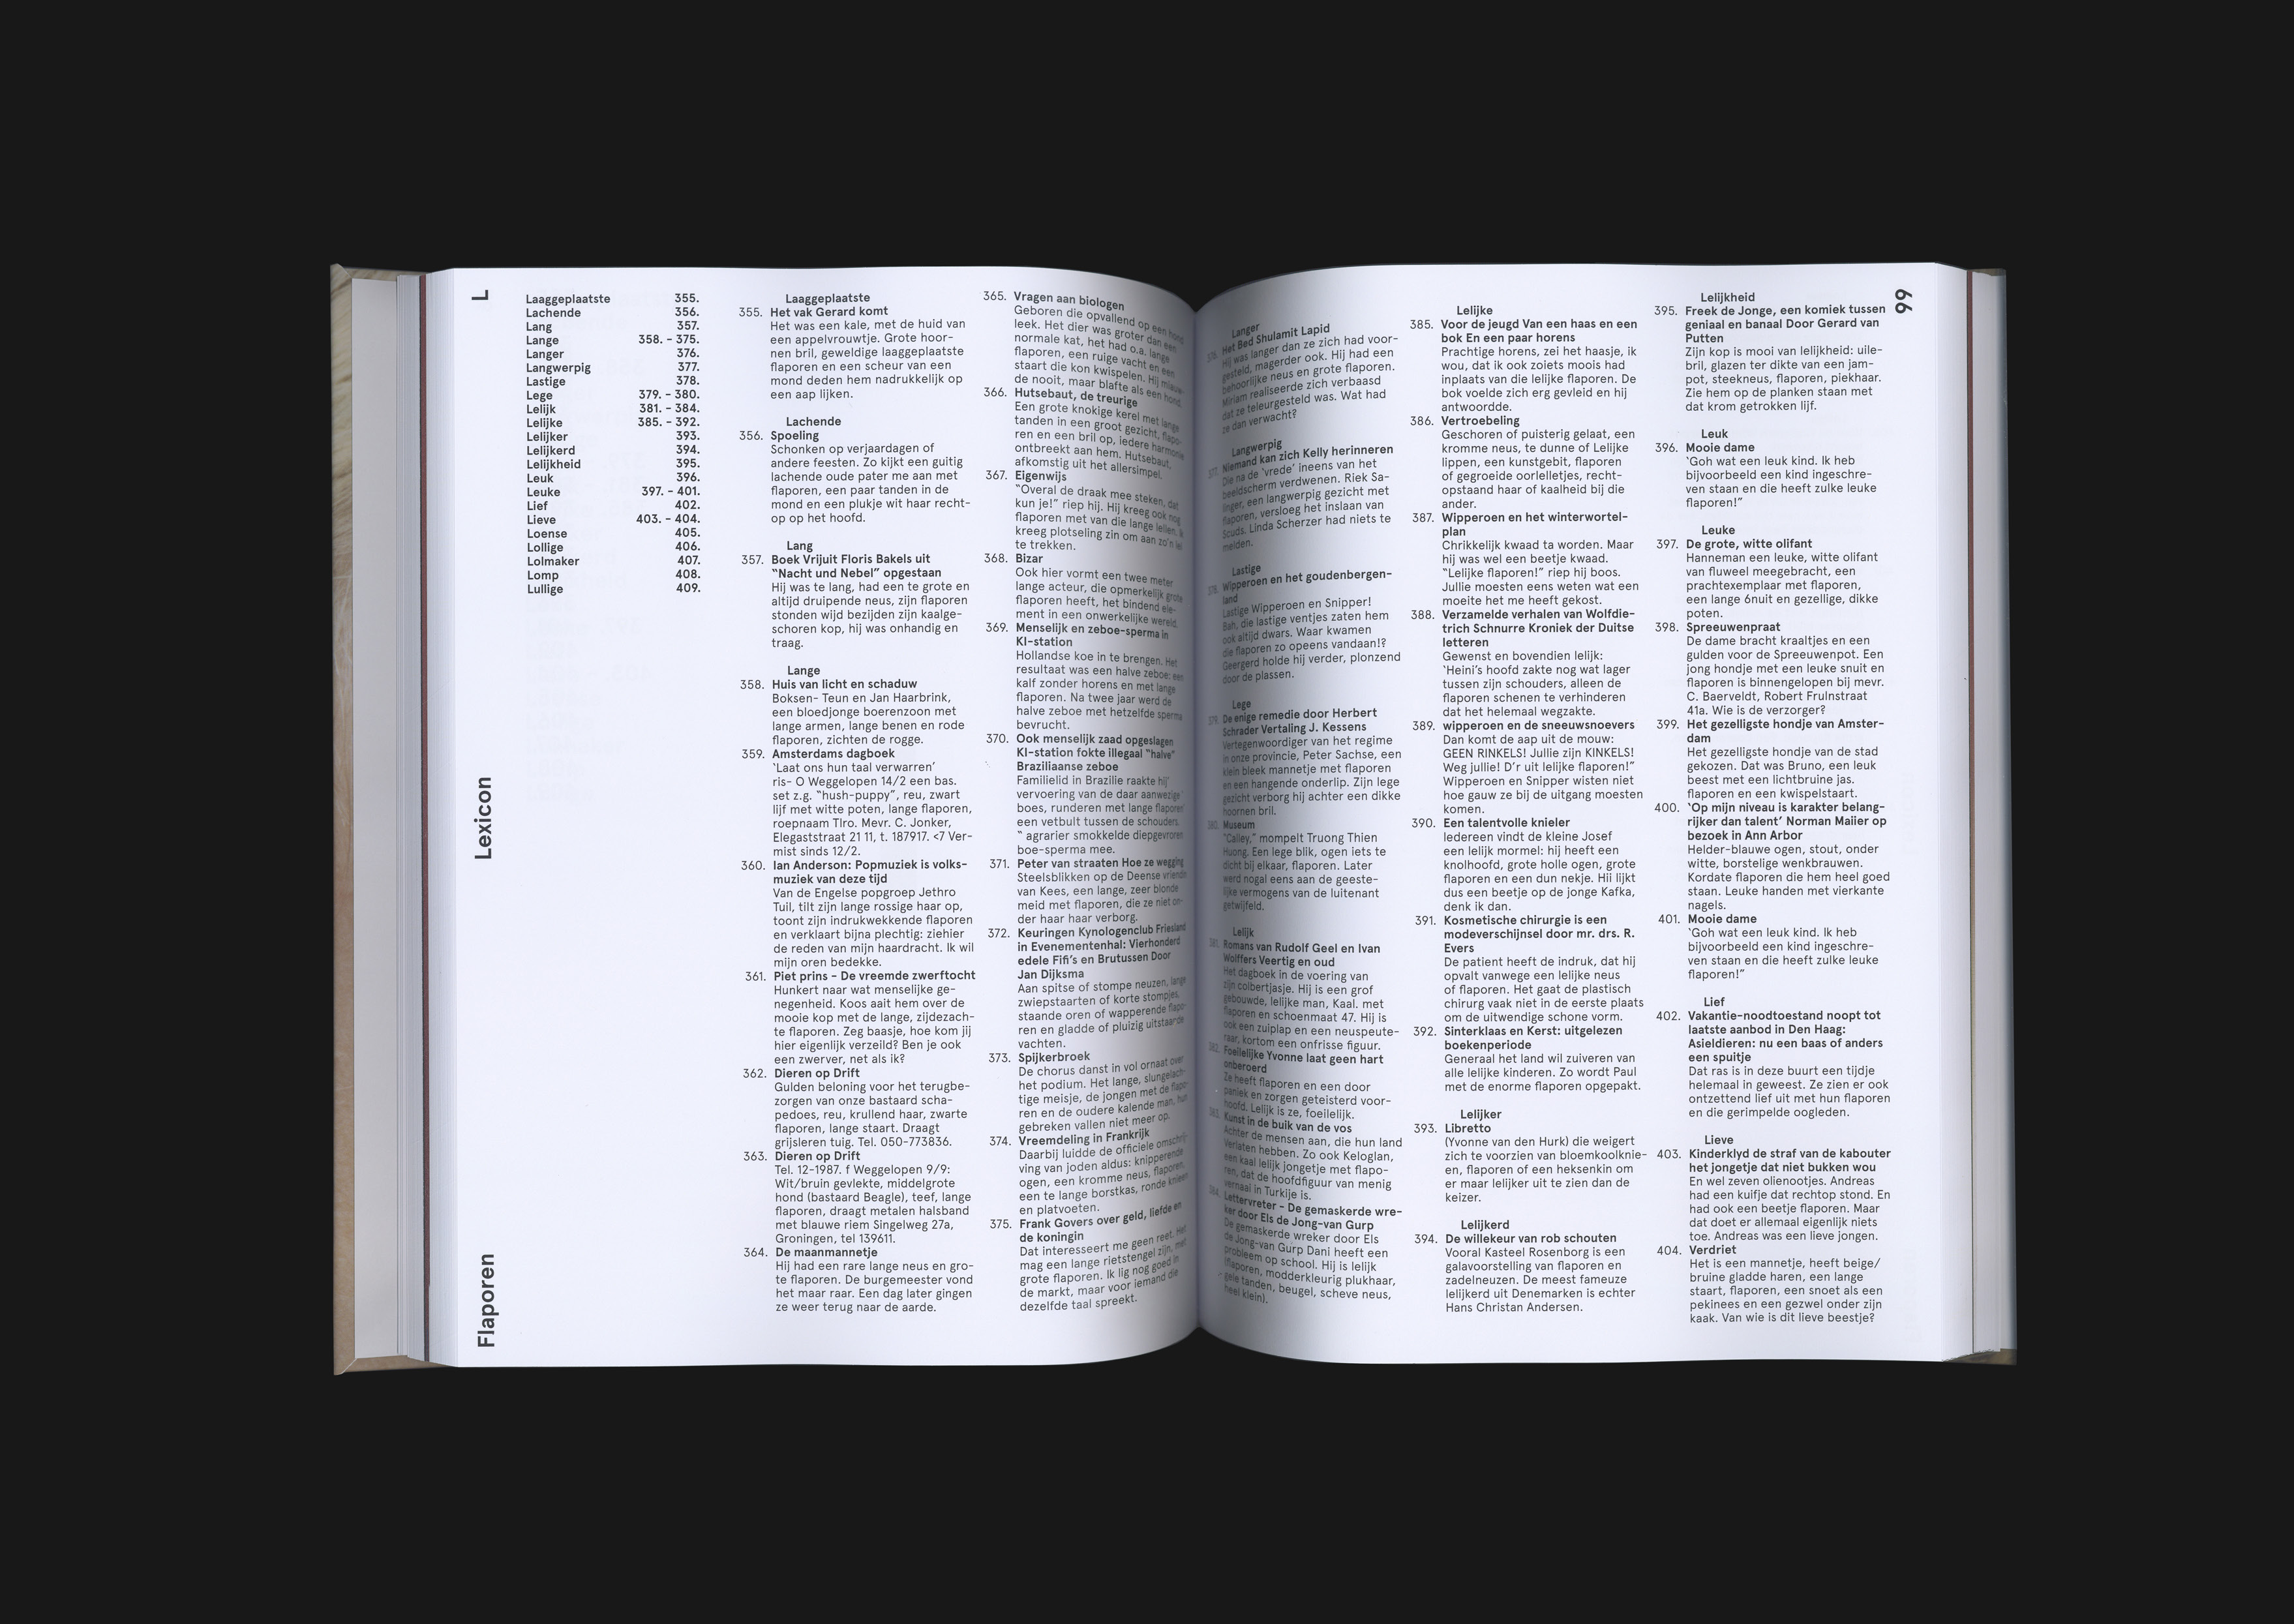 L
Lexicon
Flaporen
Laaggeplaatste 355.
Lachende 356.
Lang 357.
Lange 358. - 375.
Langer 376.
Langwerpig 377.
Lastige 378.
Lege 379. - 380.
Lelijk 381. - 384.
Lelijke 385. - 392.
Lelijker 393.
Lelijkerd 394.
Lelijkheid 395.
Leuk 396.
Leuke 397. - 401.
Lief 402.
Lieve 403. - 404.
Loense 405.
Lollige 406.
Lolmaker 407.
Lomp 408.
Lullige 409.
Laaggeplaatste
355. Het vak Gerard komt
Het was een kale, met de huid van
een appelvrouwtje. Grote hoor-
nen bril, geweldige laaggeplaatste
flaporen en een scheur van een
mond deden hem nadrukkelijk op
een aap lijken.
Lachende
356. Spoeling
Schonken op verjaardagen of
andere feesten. Zo kijkt een guitig
lachende oude pater me aan met
flaporen, een paar tanden in de
mond en een plukje wit haar recht-
op op het hoofd.
Lang
357. Boek Vrijuit Floris Bakels uit
“Nacht und Nebel” opgestaan
Hij was te lang, had een te grote en
altijd druipende neus, zijn flaporen
stonden wijd bezijden zijn kaalge-
schoren kop, hij was onhandig en
traag.
Lange
358. Huis van licht en schaduw
Boksen- Teun en Jan Haarbrink,
een bloedjonge boerenzoon met
lange armen, lange benen en rode
flaporen, zichten de rogge.
359. Amsterdams dagboek
‘Laat ons hun taal verwarren’
ris- O Weggelopen 14/2 een bas.
set z.g. “hush-puppy”, reu, zwart
lijf met witte poten, lange flaporen,
roepnaam Tlro. Mevr. C. Jonker,
Elegaststraat 21 11, t. 187917. <7 Ver-
mist sinds 12/2.
360. Ian Anderson: Popmuziek is volks-
muziek van deze tijd
Van de Engelse popgroep Jethro
Tuil, tilt zijn lange rossige haar op,
toont zijn indrukwekkende flaporen
en verklaart bijna plechtig: ziehier
de reden van mijn haardracht. Ik wil
mijn oren bedekke.
361. Piet prins - De vreemde zwerftocht
Hunkert naar wat menselijke ge-
negenheid. Koos aait hem over de
mooie kop met de lange, zijdezach-
te flaporen. Zeg baasje, hoe kom jij
hier eigenlijk verzeild? Ben je ook
een zwerver, net als ik?
362. Dieren op Drift
Gulden beloning voor het terugbe-
zorgen van onze bastaard scha-
pedoes, reu, krullend haar, zwarte
flaporen, lange staart. Draagt
grijsleren tuig. Tel. 050-773836.
363. Dieren op Drift
Tel. 12-1987. f Weggelopen 9/9:
Wit/bruin gevlekte, middelgrote
hond (bastaard Beagle), teef, lange
flaporen, draagt metalen halsband
met blauwe riem Singelweg 27a,
Groningen, tel 139611.
364. De maanmannetje
Hij had een rare lange neus en gro-
te flaporen. De burgemeester vond
het maar raar. Een dag later gingen
ze weer terug naar de aarde.
365. Vragen aan biologen
Geboren die opvallend op een hond
leek. Het dier was groter dan een
normale kat, het had o.a. lange
flaporen, een ruige vacht en een
staart die kon kwispelen. Hij miauw-
de nooit, maar blafte als een hond.
366. Hutsebaut, de treurige
Een grote knokige kerel met lange
tanden in een groot gezicht, flapo-
ren en een bril op, iedere harmonie
ontbreekt aan hem. Hutsebaut,
afkomstig uit het allersimpel.
367. Eigenwijs
“Overal de draak mee steken, dat
kun je!” riep hij. Hij kreeg ook nog
flaporen met van die lange lellen. Ik
kreeg plotseling zin om aan zo’n lel
te trekken.
368. Bizar
Ook hier vormt een twee meter
lange acteur, die opmerkelijk grote
flaporen heeft, het bindend ele-
ment in een onwerkelijke wereld.
369. Menselijk en zeboe-sperma in
KI-station
Hollandse koe in te brengen. Het
resultaat was een halve zeboe: een
kalf zonder horens en met lange
flaporen. Na twee jaar werd de
halve zeboe met hetzelfde sperma
bevrucht.
370. Ook menselijk zaad opgeslagen
KI-station fokte illegaal “halve”
Braziliaanse zeboe
Familielid in Brazilie raakte hij
vervoering van de daar aanwezige
boes, runderen met lange flaporen
een vetbult tussen de schouders.
“ agrarier smokkelde diepgevroren
boe-sperma mee.
371. Peter van straaten Hoe ze wegging
Steelsblikken op de Deense vriendin
van Kees, een lange, zeer blonde
meid met flaporen, die ze niet on-
der haar haar verborg.
372. Keuringen Kynologenclub Friesland
in Evenementenhal: Vierhonderd
edele Fifi’s en Brutussen Door
Jan Dijksma
Aan spitse of stompe neuzen, lange
zwiepstaarten of korte stompjes,
staande oren of wapperende flapo-
ren en gladde of pluizig uitstaarde
vachten.
373. Spijkerbroek
De chorus danst in vol ornaat over
het podium. Het lange, slungelach-
tige meisje, de jongen met de flapo-
ren en de oudere kalende man, hun
gebreken vallen niet meer op.
374. Vreemdeling in Frankrijk
Daarbij luidde de officiele omschrij-
ving van joden aldus: knipperende
ogen, een kromme neus, flaporen,
een te lange borstkas, ronde knieen
en platvoeten.
375. Frank Govers over geld, liefde en
de koningin
Dat interesseert me geen reet. Het
mag een lange rietstengel zijn, met
grote flaporen. Ik lig nog goed in
de markt, maar voor iemand die
dezelfde taal spreekt.
Langer
376. Het Bed Shulamit Lapid
Hij was langer dan ze zich had voor-
gesteld, magerder ook. Hij had een
behoorlijke neus en grote flaporen.
Miriam realiseerde zich verbaasd
dat ze teleurgesteld was. Wat had
ze dan verwacht?
Langwerpig
377. Niemand kan zich Kelly herinneren
Die na de ‘vrede’ ineens van het
beeldscherm verdwenen. Riek Sa-
linger, een langwerpig gezicht met
flaporen, versloeg het inslaan van
Scuds. Linda Scherzer had niets te
melden.
Lastige
378. Wipperoen en het goudenbergen-
land
Lastige Wipperoen en Snipper!
Bah, die lastige ventjes zaten hem
ook altijd dwars. Waar kwamen
die flaporen zo opeens vandaan!?
Geergerd holde hij verder, plonzend
door de plassen.
Lege
379. De enige remedie door Herbert
Schrader Vertaling J. Kessens
Vertegenwoordiger van het regime
in onze provincie, Peter Sachse, een
klein bleek mannetje met flaporen
en een hangende onderlip. Zijn lege
gezicht verborg hij achter een dikke
hoornen bril.
380. Museum
“Calley,” mompelt Truong Thien
Huong. Een lege blik, ogen iets te
dicht bij elkaar, flaporen. Later
werd nogal eens aan de geeste-
lijke vermogens van de luitenant
getwijfeld.
Lelijk
381. Romans van Rudolf Geel en Ivan
Wolffers Veertig en oud
Het dagboek in de voering van
zijn colbertjasje. Hij is een grof
gebouwde, lelijke man, Kaal. met
flaporen en schoenmaat 47. Hij is
ook een zuiplap en een neuspeute-
raar, kortom een onfrisse figuur.
382. Foeilelijke Yvonne laat geen hart
onberoerd
Ze heeft flaporen en een door
paniek en zorgen geteisterd voor-
hoofd. Lelijk is ze, foeilelijk.
383. Kunst in de buik van de vos
Achter de mensen aan, die hun land
Verlaten hebben. Zo ook Keloglan,
een kaal lelijk jongetje met flapo-
ren, dat de hoofdfiguur van menig
verhaal in Turkije is.
384. Lettervreter - De gemaskerde wre-
ker door Els de Jong-van Gurp
De gemaskerde wreker door Els
de Jong-van Gurp Dani heeft een
probleem op school. Hij is lelijk
(flaporen, modderkleurig plukhaar,
gele tanden, beugel, scheve neus,
heel klein).
Lelijke
385. Voor de jeugd Van een haas en een
bok En een paar horens
Prachtige horens, zei het haasje, ik
wou, dat ik ook zoiets moois had
inplaats van die lelijke flaporen. De
bok voelde zich erg gevleid en hij
antwoordde.
386. Vertroebeling
Geschoren of puisterig gelaat, een
kromme neus, te dunne of Lelijke
lippen, een kunstgebit, flaporen
of gegroeide oorlelletjes, recht-
opstaand haar of kaalheid bij die
ander.
387. Wipperoen en het winterwortel-
plan
Chrikkelijk kwaad ta worden. Maar
hij was wel een beetje kwaad.
“Lelijke flaporen!” riep hij boos.
Jullie moesten eens weten wat een
moeite het me heeft gekost.
388. Verzamelde verhalen van Wolfdie-
trich Schnurre Kroniek der Duitse
letteren
Gewenst en bovendien lelijk:
‘Heini’s hoofd zakte nog wat lager
tussen zijn schouders, alleen de
flaporen schenen te verhinderen
dat het helemaal wegzakte.
389. wipperoen en de sneeuwsnoevers
Dan komt de aap uit de mouw:
GEEN RINKELS! Jullie zijn KINKELS!
Weg jullie! D’r uit lelijke flaporen!”
Wipperoen en Snipper wisten niet
hoe gauw ze bij de uitgang moesten
komen.
390. Een talentvolle knieler
Iedereen vindt de kleine Josef
een lelijk mormel: hij heeft een
knolhoofd, grote holle ogen, grote
flaporen en een dun nekje. Hii lijkt
dus een beetje op de jonge Kafka,
denk ik dan.
391. Kosmetische chirurgie is een
modeverschijnsel door mr. drs. R.
Evers
De patient heeft de indruk, dat hij
opvalt vanwege een lelijke neus
of flaporen. Het gaat de plastisch
chirurg vaak niet in de eerste plaats
om de uitwendige schone vorm.
392. Sinterklaas en Kerst: uitgelezen
boekenperiode
Generaal het land wil zuiveren van
alle lelijke kinderen. Zo wordt Paul
met de enorme flaporen opgepakt.
Lelijker
393. Libretto
(Yvonne van den Hurk) die weigert
zich te voorzien van bloemkoolknie-
en, flaporen of een heksenkin om
er maar lelijker uit te zien dan de
keizer.
Lelijkerd
394. De willekeur van rob schouten
Vooral Kasteel Rosenborg is een
galavoorstelling van flaporen en
zadelneuzen. De meest fameuze
lelijkerd uit Denemarken is echter
Hans Christan Andersen.
Lelijkheid
395. Freek de Jonge, een komiek tussen
geniaal en banaal Door Gerard van
Putten
Zijn kop is mooi van lelijkheid: uile-
bril, glazen ter dikte van een jam-
pot, steekneus, flaporen, piekhaar.
Zie hem op de planken staan met
dat krom getrokken lijf.
Leuk
396. Mooie dame
‘Goh wat een leuk kind. Ik heb
bijvoorbeeld een kind ingeschre-
ven staan en die heeft zulke leuke
flaporen!”
Leuke
397. De grote, witte olifant
Hanneman een leuke, witte olifant
van fluweel meegebracht, een
prachtexemplaar met flaporen,
een lange 6nuit en gezellige, dikke
poten.
398. Spreeuwenpraat
De dame bracht kraaltjes en een
gulden voor de Spreeuwenpot. Een
jong hondje met een leuke snuit en
flaporen is binnengelopen bij mevr.
C. Baerveldt, Robert Frulnstraat
41a. Wie is de verzorger?
399. Het gezelligste hondje van Amster-
dam
Het gezelligste hondje van de stad
gekozen. Dat was Bruno, een leuk
beest met een lichtbruine jas.
flaporen en een kwispelstaart.
400. ‘Op mijn niveau is karakter belang-
rijker dan talent’ Norman Maiier op
bezoek in Ann Arbor
Helder-blauwe ogen, stout, onder
witte, borstelige wenkbrauwen.
Kordate flaporen die hem heel goed
staan. Leuke handen met vierkante
nagels.
401. Mooie dame
‘Goh wat een leuk kind. Ik heb
bijvoorbeeld een kind ingeschre-
ven staan en die heeft zulke leuke
flaporen!”
Lief
402. Vakantie-noodtoestand noopt tot
laatste aanbod in Den Haag:
Asieldieren: nu een baas of anders
een spuitje
Dat ras is in deze buurt een tijdje
helemaal in geweest. Ze zien er ook
ontzettend lief uit met hun flaporen
en die gerimpelde oogleden.
Lieve
403. Kinderklyd de straf van de kabouter
het jongetje dat niet bukken wou
En wel zeven olienootjes. Andreas
had een kuifje dat rechtop stond. En
had ook een beetje flaporen. Maar
dat doet er allemaal eigenlijk niets
toe. Andreas was een lieve jongen.
404. Verdriet
Het is een mannetje, heeft beige/
bruine gladde haren, een lange
staart, flaporen, een snoet als een
pekinees en een gezwel onder zijn
kaak. Van wie is dit lieve beestje?
99